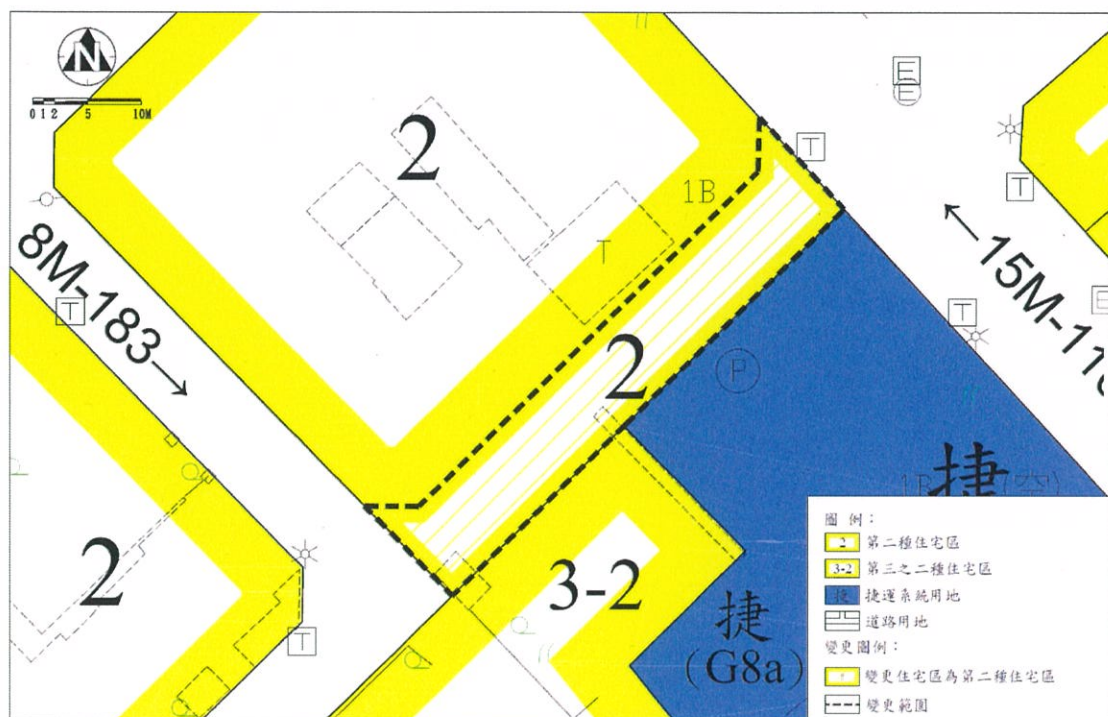 N
0 1 2 5 10M
2
1B
T
T
E
E
T
←15M-110
T
E
8M-183→
T
2
P
2
T
3-2
捷
(G8a)
捷
1B(空)
圖 例：
2 第二種住宅區
3-2 第三之二種住宅區
捷 捷運系統用地
道路用地
變更圖例：
變更住宅區為第二種住宅區
變更範圍